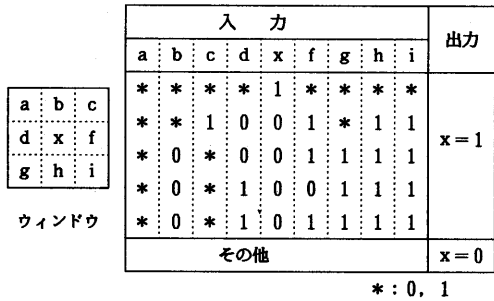 入 力 出力
a b c d x f g h i
* * * * 1 * * * * x＝1
* * 1 0 0 1 * 1 1
* 0 * 0 0 1 1 1 1
* 0 * 1 0 0 1 1 1
* 0 * 1 0 1 1 1 1
その他 x＝0
*：0, 1
a b c
d x f
g h i
ウィンドウ